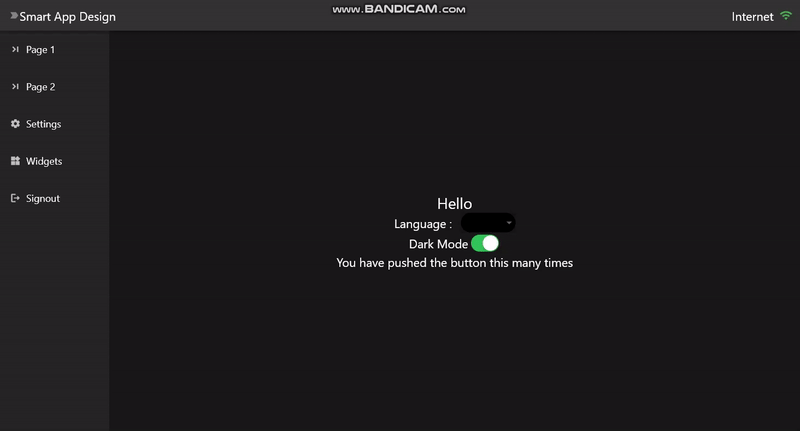 www.BANDICAM.com
Smart App Design
Internet
Page 1
Page 2
Settings
Widgets
Signout
Hello
Language :
Dark Mode
You have pushed the button this many times